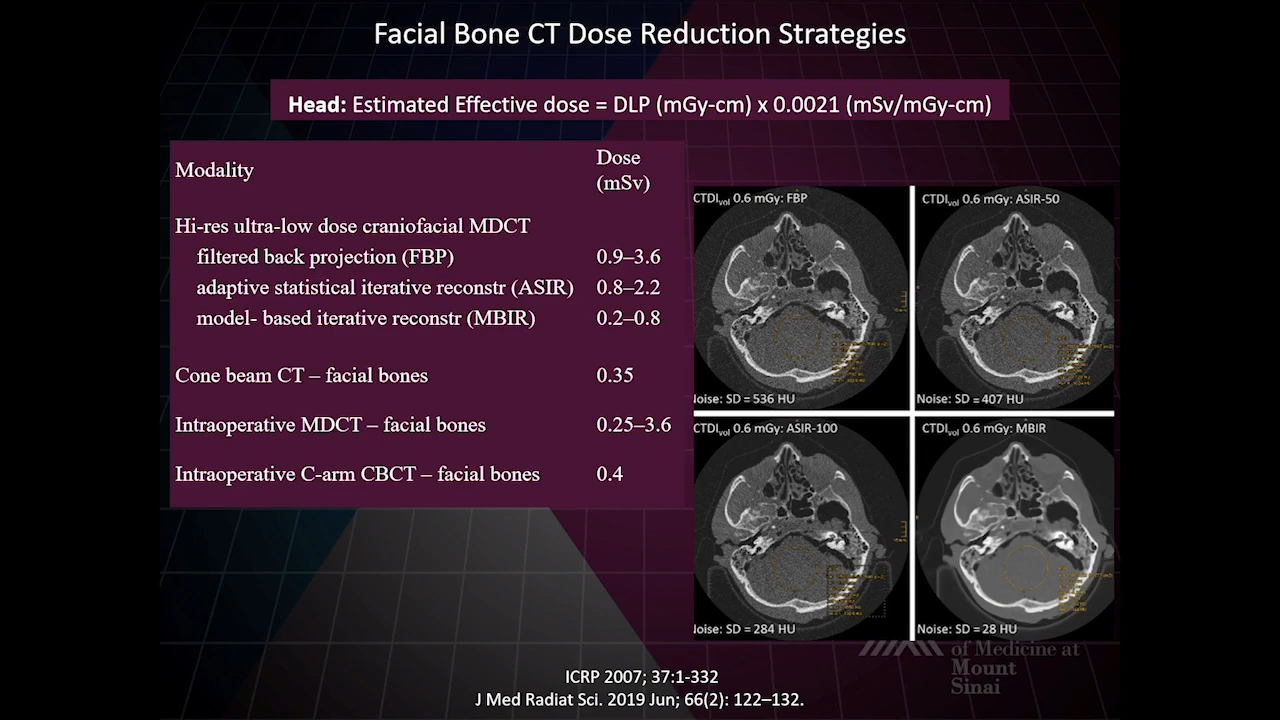 Facial Bone CT Dose Reduction Strategies
Head: Estimated Effective dose = DLP (mGy-cm) x 0.0021 (mSv/mGy-cm)
Modality
Dose
(mSv)
Hi-res ultra-low dose craniofacial MDCT
filtered back projection (FBP) 0.9–3.6
adaptive statistical iterative reconstr (ASIR) 0.8–2.2
model- based iterative reconstr (MBIR) 0.2–0.8
Cone beam CT – facial bones 0.35
Intraoperative MDCT – facial bones 0.25–3.6
Intraoperative C-arm CBCT – facial bones 0.4
CTDIvol 0.6 mGy: FBP
Noise: SD = 536 HU
CTDIvol 0.6 mGy: ASIR-50
Noise: SD = 407 HU
CTDIvol 0.6 mGy: ASIR-100
Noise: SD = 284 HU
CTDIvol 0.6 mGy: MBIR
Noise: SD = 28 HU
of Medicine at
Mount
Sinai
ICRP 2007; 37:1-332
J Med Radiat Sci. 2019 Jun; 66(2): 122–132.